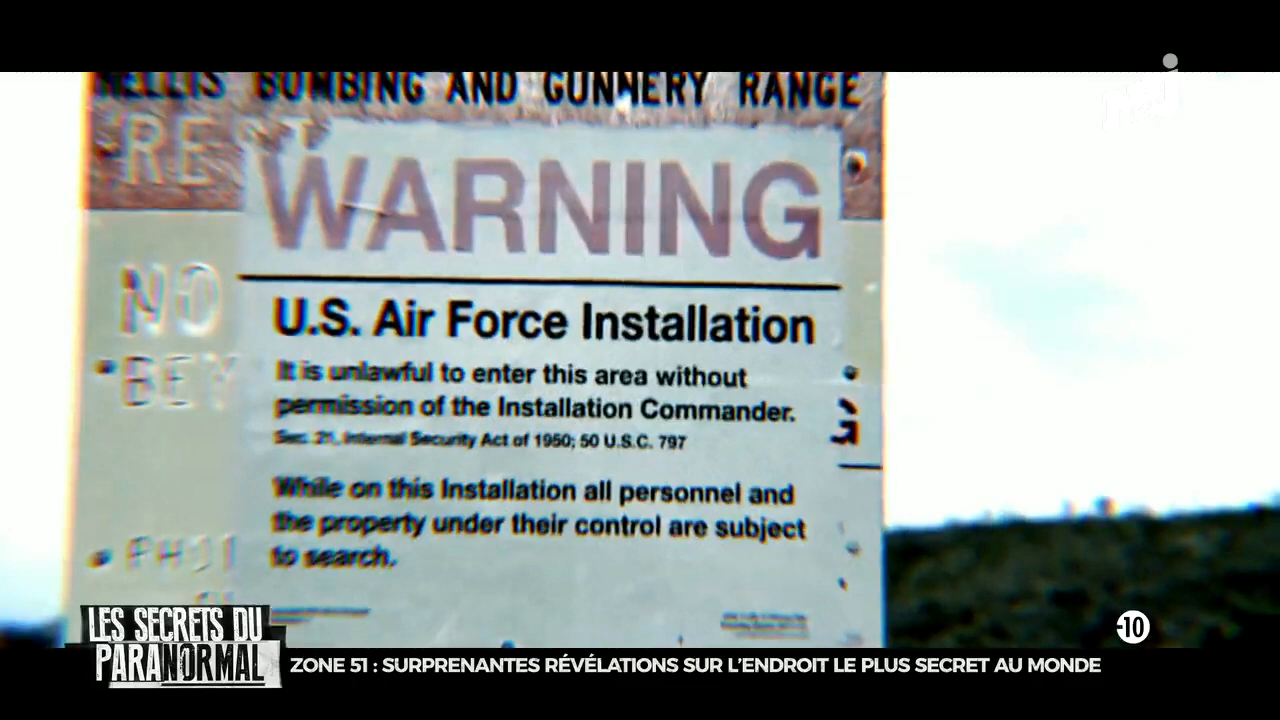 NELLIS BOMBING AND GUNNERY RANGE
WARNING
U.S. Air Force Installation
It is unlawful to enter this area without
permission of the Installation Commander.
Sec. 21, Internal Security Act of 1950; 50 U.S.C. 797
While on this Installation all personnel and
the property under their control are subject
to search.
NO
BEY
-10
LES SECRETS DU
PARANORMAL
ZONE 51 : SURPRENANTES RÉVÉLATIONS SUR L'ENDROIT LE PLUS SECRET AU MONDE